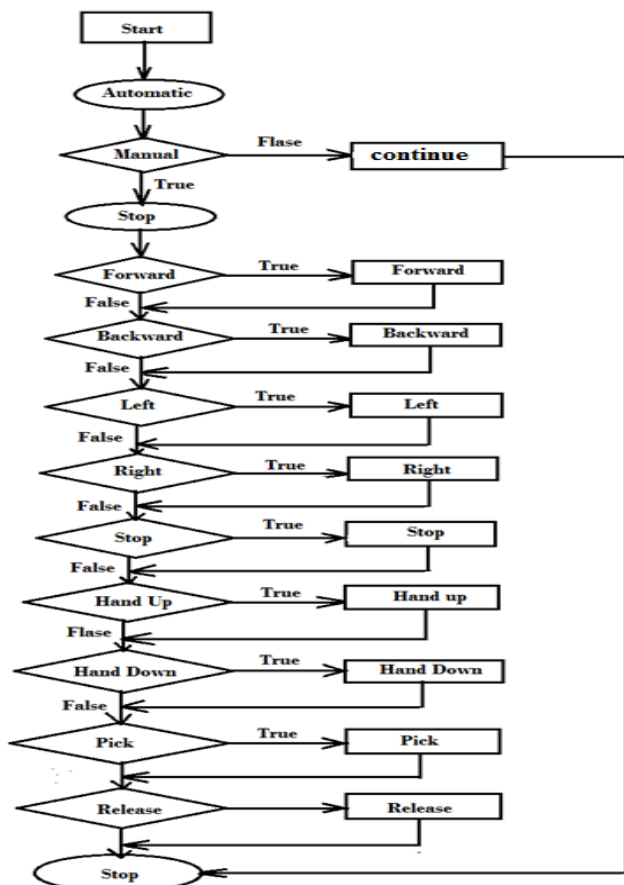 Start
Automatic
Manual
Flase
continue
True
Stop
Forward
True
Forward
False
Backward
True
Backward
False
Left
True
Left
False
Right
True
Right
False
Stop
True
Stop
False
Hand Up
True
Hand up
Flase
Hand Down
True
Hand Down
False
Pick
True
Pick
Release
Release
Stop